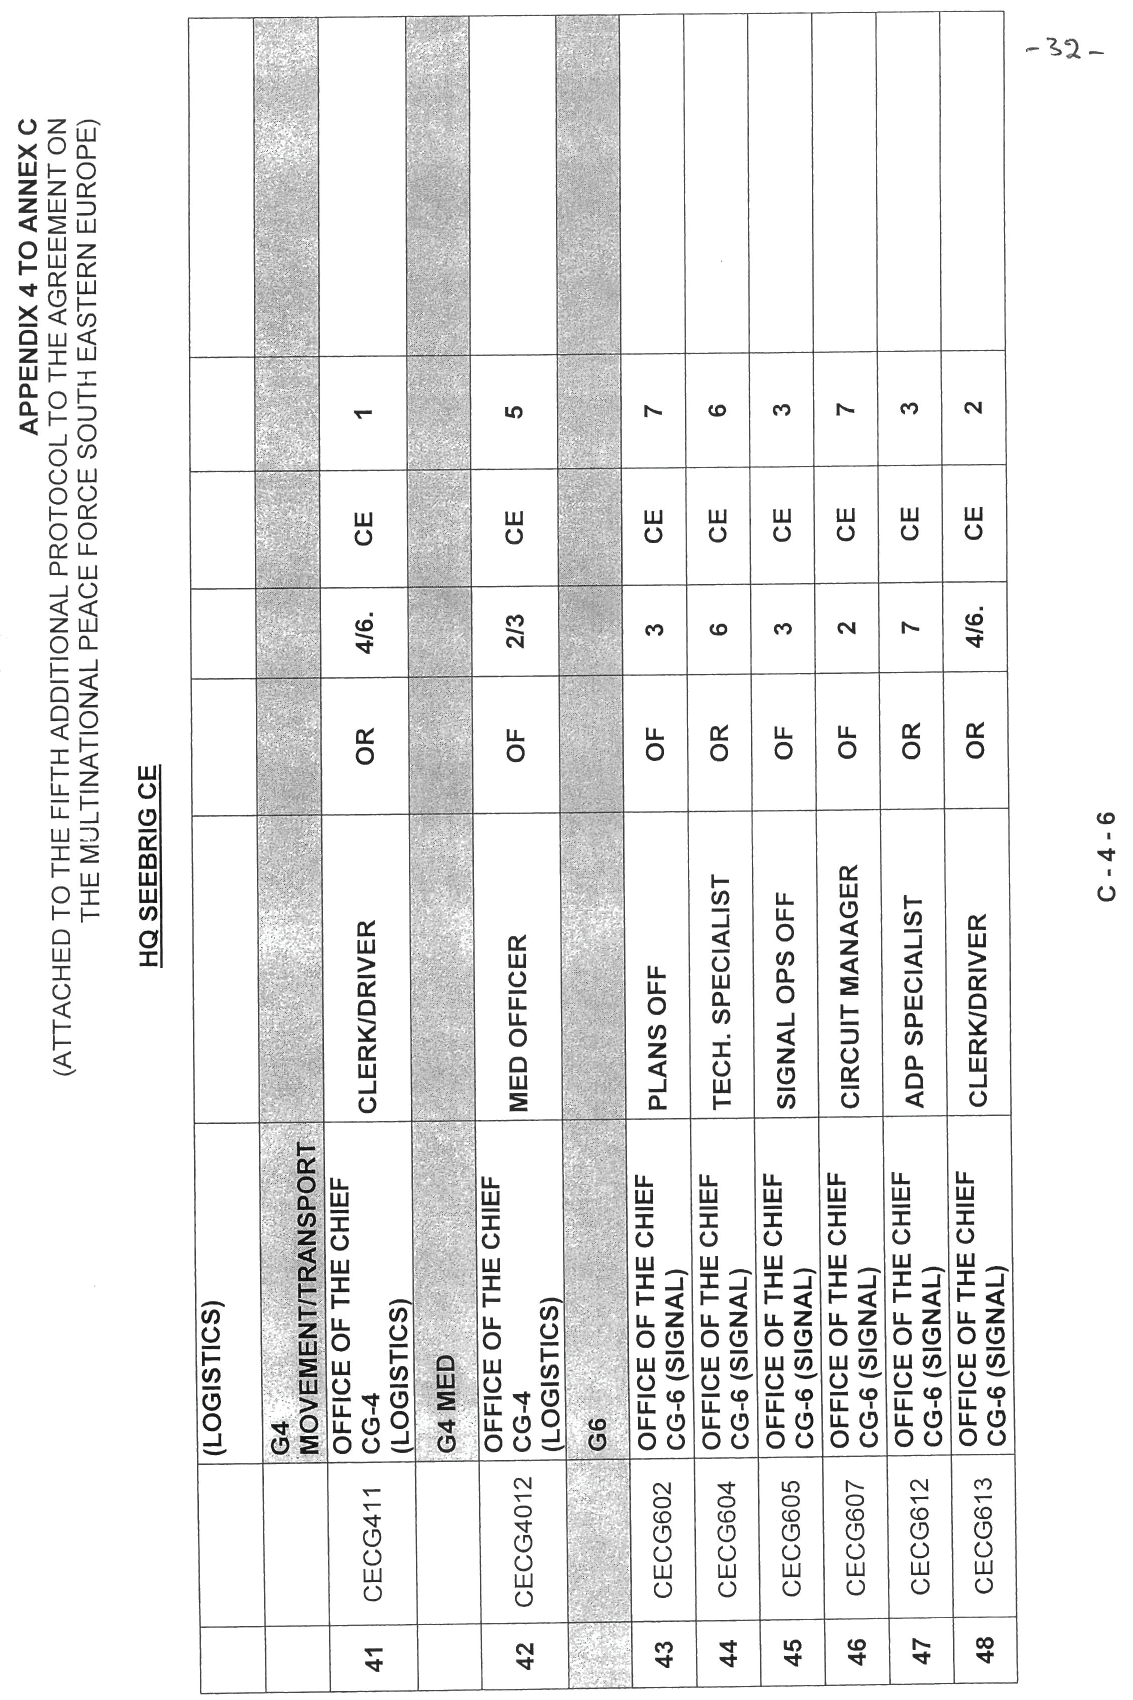 - 32 -
APPENDIX 4 TO ANNEX C
(ATTACHED TO THE FIFTH ADDITIONAL PROTOCOL TO THE AGREEMENT ON
THE MULTINATIONAL PEACE FORCE SOUTH EASTERN EUROPE)
HQ SEEBRIG CE
(LOGISTICS)
G4
MOVEMENT/TRANSPORT
41 CECG411 OFFICE OF THE CHIEF CLERK/DRIVER OR 4/6. CE 1
CG-4
(LOGISTICS)
G4 MED
42 CECG4012 OFFICE OF THE CHIEF MED OFFICER OF 2/3 CE 5
CG-4
(LOGISTICS)
G6
43 CECG602 OFFICE OF THE CHIEF PLANS OFF OF 3 CE 7
CG-6 (SIGNAL)
44 CECG604 OFFICE OF THE CHIEF TECH. SPECIALIST OR 6 CE 6
CG-6 (SIGNAL)
45 CECG605 OFFICE OF THE CHIEF SIGNAL OPS OFF OF 3 CE 3
CG-6 (SIGNAL)
46 CECG607 OFFICE OF THE CHIEF CIRCUIT MANAGER OF 2 CE 7
CG-6 (SIGNAL)
47 CECG612 OFFICE OF THE CHIEF ADP SPECIALIST OR 7 CE 3
CG-6 (SIGNAL)
48 CECG613 OFFICE OF THE CHIEF CLERK/DRIVER OR 4/6. CE 2
CG-6 (SIGNAL)
C - 4 - 6